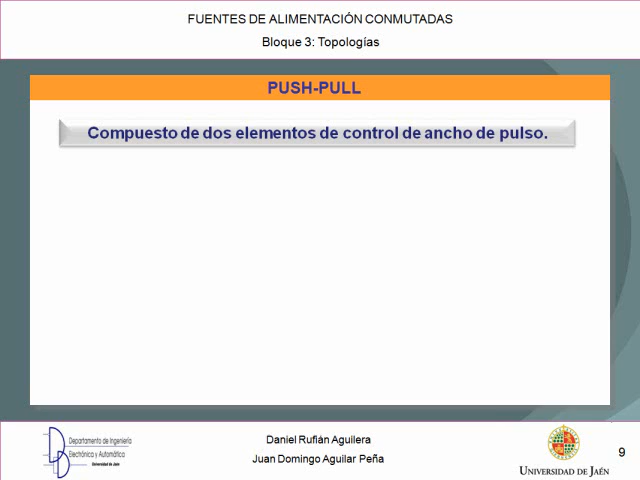 FUENTES DE ALIMENTACIÓN CONMUTADAS
Bloque 3: Topologías
PUSH-PULL
Compuesto de dos elementos de control de ancho de pulso.
Departamento de Ingeniería
Electrónica y Automática
Universidad de Jaén
Daniel Rufián Aguilera
Juan Domingo Aguilar Peña
UNIVERSIDAD DE JAÉN
9